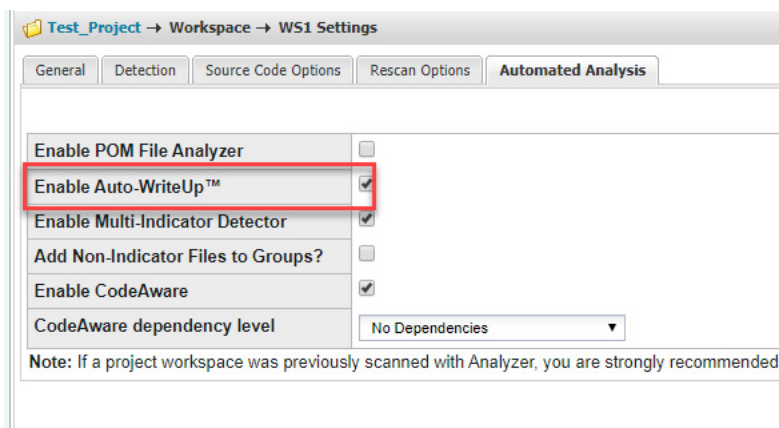 Test_Project → Workspace → WS1 Settings
General Detection Source Code Options Rescan Options Automated Analysis
Enable POM File Analyzer
Enable Auto-WriteUp™
Enable Multi-Indicator Detector
Add Non-Indicator Files to Groups?
Enable CodeAware
CodeAware dependency level No Dependencies
Note: If a project workspace was previously scanned with Analyzer, you are strongly recommended